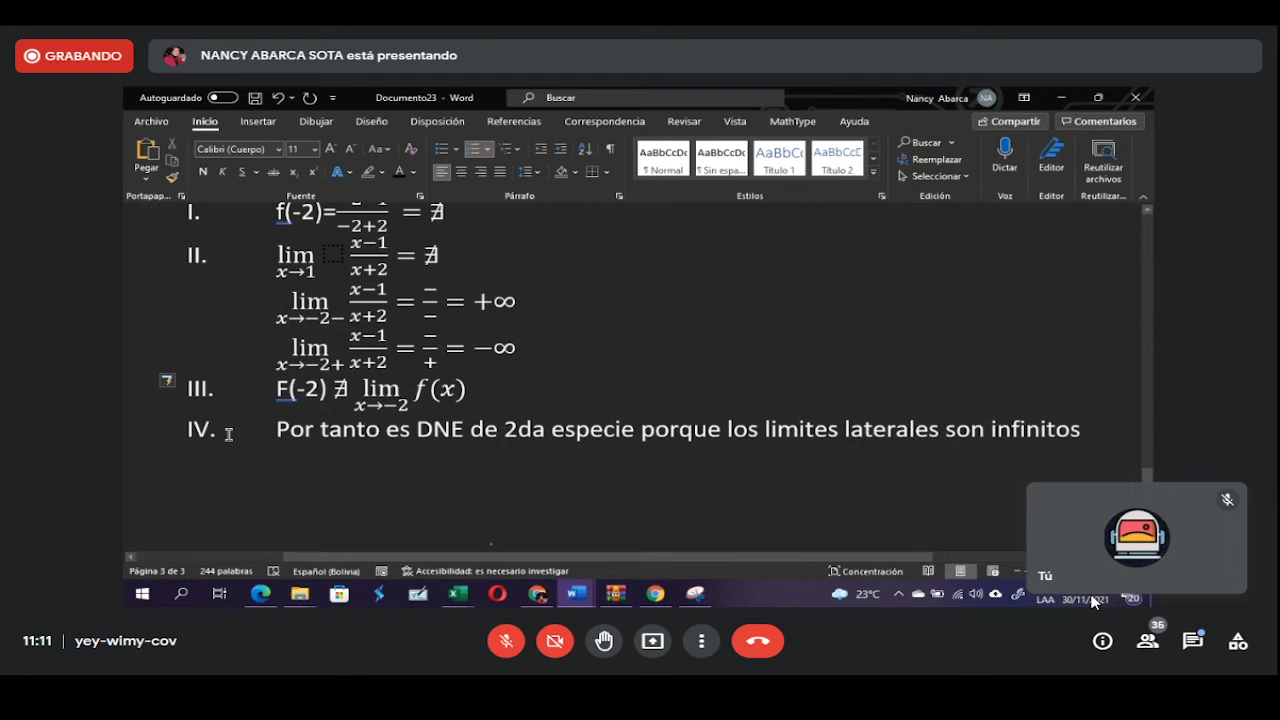 GRABANDO NANCY ABARCA SOTA está presentando
Autoguardado Documento23 - Word Buscar Nancy Abarca NA
Archivo Inicio Insertar Dibujar Diseño Disposición Referencias Correspondencia Revisar Vista MathType Ayuda Compartir Comentarios
Pegar Calibri (Cuerpo) 11 Aa AaBbCcDc AaBbCcDc AaBbCc AaBbCcD Buscar
¶ Normal ¶ Sin espa... Título 1 Título 2 Reemplazar
N K S ab x₂ x² A A Seleccionar Dictar Editor Reutilizar archivos
Portapap... Fuente Párrafo Estilos Edición Voz Editor Reutilizar...
I. f(-2)= −2+2 = ∄
II. lim x→1 x−1/x+2 = ∄
lim x→−2− x−1/x+2 = −/− = +∞
lim x→−2+ x−1/x+2 = −/+ = −∞
III. F(-2) ∄ lim x→−2 f(x)
IV. Por tanto es DNE de 2da especie porque los limites laterales son infinitos
Tú
Página 3 de 3 244 palabras Español (Bolivia) Accesibilidad: es necesario investigar Concentración
23°C LAA 30/11/2021 20
11:11 yey-wimy-cov 36